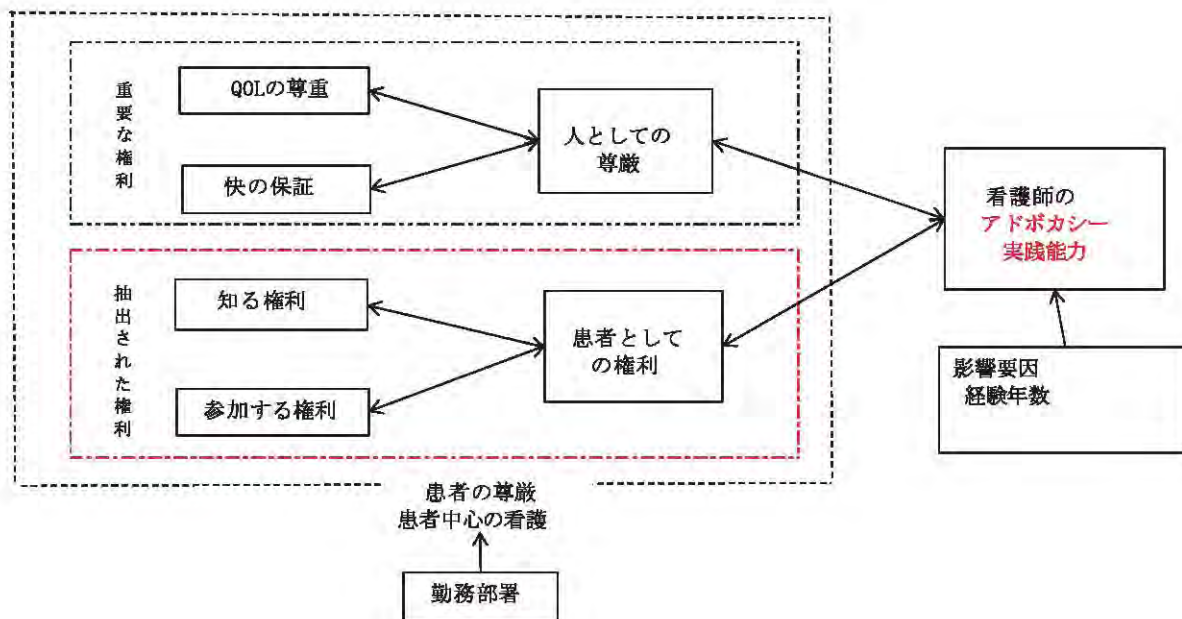 重要な権利
QOLの尊重
快の保証
人としての
尊厳
抽出された権利
知る権利
参加する権利
患者として
の権利
看護師の
アドボカシー
実践能力
影響要因
経験年数
患者の尊厳
患者中心の看護
勤務部署